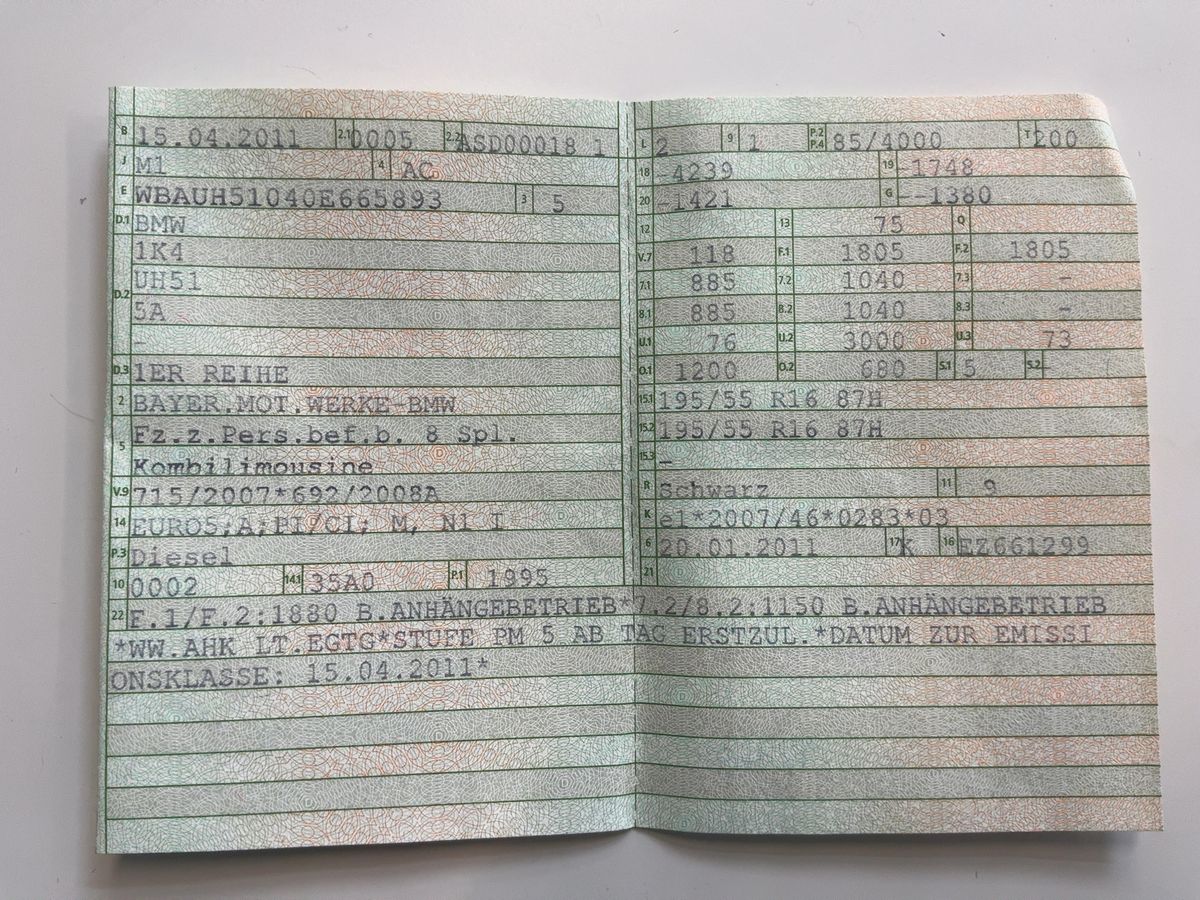 B 15.04.2011 2.1 0005 2.2 ASD00018 1
J M1 4 AC
E WBAUH51040E665893 3 5
D.1 BMW
1K4
UH51
D.2 5A
-
D.3 1ER REIHE
2 BAYER.MOT.WERKE-BMW
5 Fz.z.Pers.bef.b. 8 Spl.
Kombilimousine
V.9 715/2007*692/2008A
14 EURO5;A;PI/CI; M, N1 I
P.3 Diesel
10 0002 14.1 35A0 P.1 1995
L 2 9 1 P.2 P.4 85/4000 T 200
18 -4239 19 -1748
20 -1421 G --1380
12 13 75 Q
V.7 118 F.1 1805 F.2 1805
7.1 885 7.2 1040 7.3 -
8.1 885 8.2 1040 8.3 -
U.1 76 U.2 3000 U.3 73
O.1 1200 O.2 680 S.1 5 S.2 -
15.1 195/55 R16 87H
15.2 195/55 R16 87H
15.3 -
R Schwarz 11 9
K e1*2007/46*0283*03
6 20.01.2011 17 K 16 EZ661299
21
22 F.1/F.2:1880 B.ANHÄNGEBETRIEB*7.2/8.2:1150 B.ANHÄNGEBETRIEB
*WW.AHK LT.EGTG*STUFE PM 5 AB TAG ERSTZUL.*DATUM ZUR EMISSI
ONSKLASSE: 15.04.2011*